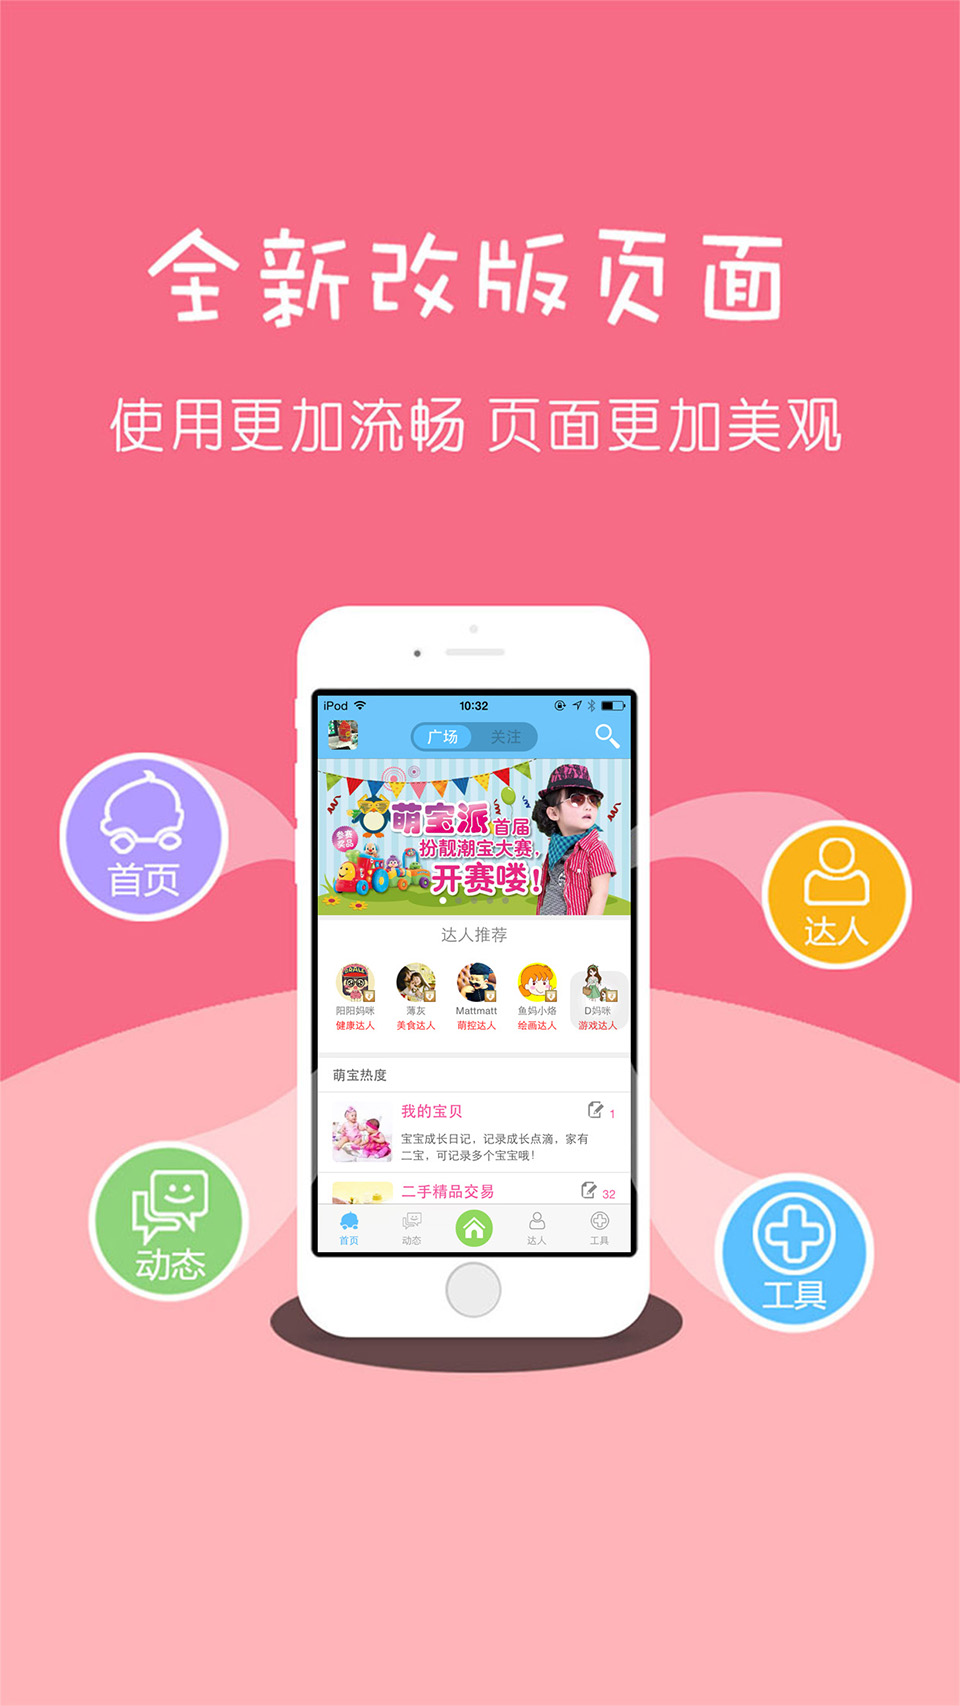 全新改版页面
使用更加流畅 页面更加美观
iPod 10:32
广场 关注
萌宝派首届
参赛奖品
扮靓潮宝大赛,
开赛喽!
达人推荐
阳阳妈咪 薄灰 Mattmatt 鱼妈小烙 D妈咪
健康达人 美食达人 萌控达人 绘画达人 游戏达人
萌宝热度
我的宝贝 1
宝宝成长日记，记录成长点滴，家有
二宝，可记录多个宝宝哦！
二手精品交易 32
首页 动态 达人 工具
首页
达人
动态
工具